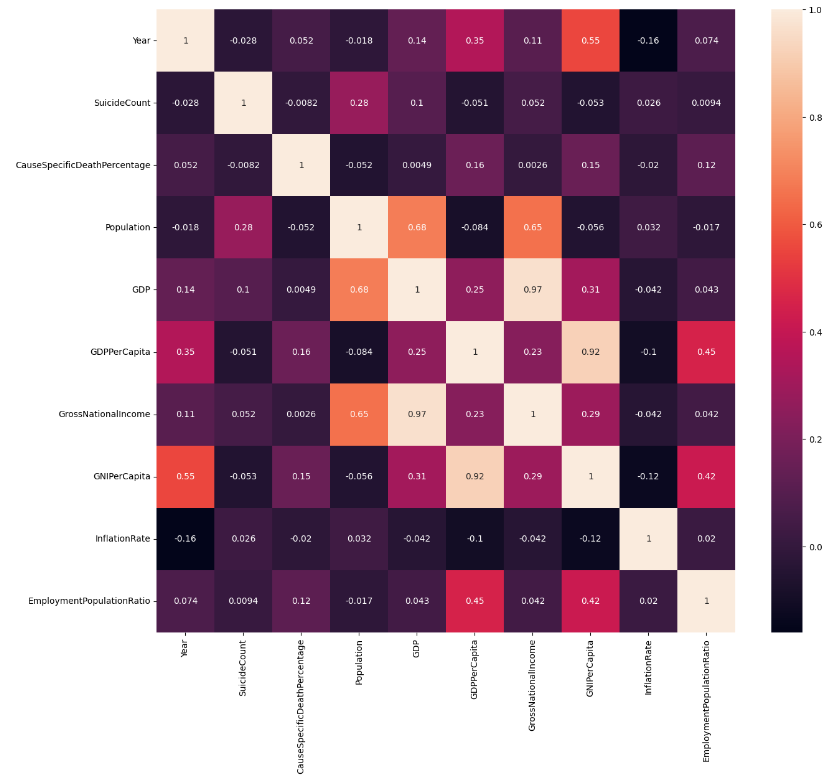 1.0
Year 1 -0.028 0.052 -0.018 0.14 0.35 0.11 0.55 -0.16 0.074
SuicideCount -0.028 1 -0.0082 0.28 0.1 -0.051 0.052 -0.053 0.026 0.0094
0.8
CauseSpecificDeathPercentage 0.052 -0.0082 1 -0.052 0.0049 0.16 0.0026 0.15 -0.02 0.12
Population -0.018 0.28 -0.052 1 0.68 -0.084 0.65 -0.056 0.032 -0.017
0.6
GDP 0.14 0.1 0.0049 0.68 1 0.25 0.97 0.31 -0.042 0.043
0.4
GDPPerCapita 0.35 -0.051 0.16 -0.084 0.25 1 0.23 0.92 -0.1 0.45
GrossNationalIncome 0.11 0.052 0.0026 0.65 0.97 0.23 1 0.29 -0.042 0.042
0.2
GNIPerCapita 0.55 -0.053 0.15 -0.056 0.31 0.92 0.29 1 -0.12 0.42
InflationRate -0.16 0.026 -0.02 0.032 -0.042 -0.1 -0.042 -0.12 1 0.02
0.0
EmploymentPopulationRatio 0.074 0.0094 0.12 -0.017 0.043 0.45 0.042 0.42 0.02 1
Year
SuicideCount
CauseSpecificDeathPercentage
Population
GDP
GDPPerCapita
GrossNationalIncome
GNIPerCapita
InflationRate
EmploymentPopulationRatio